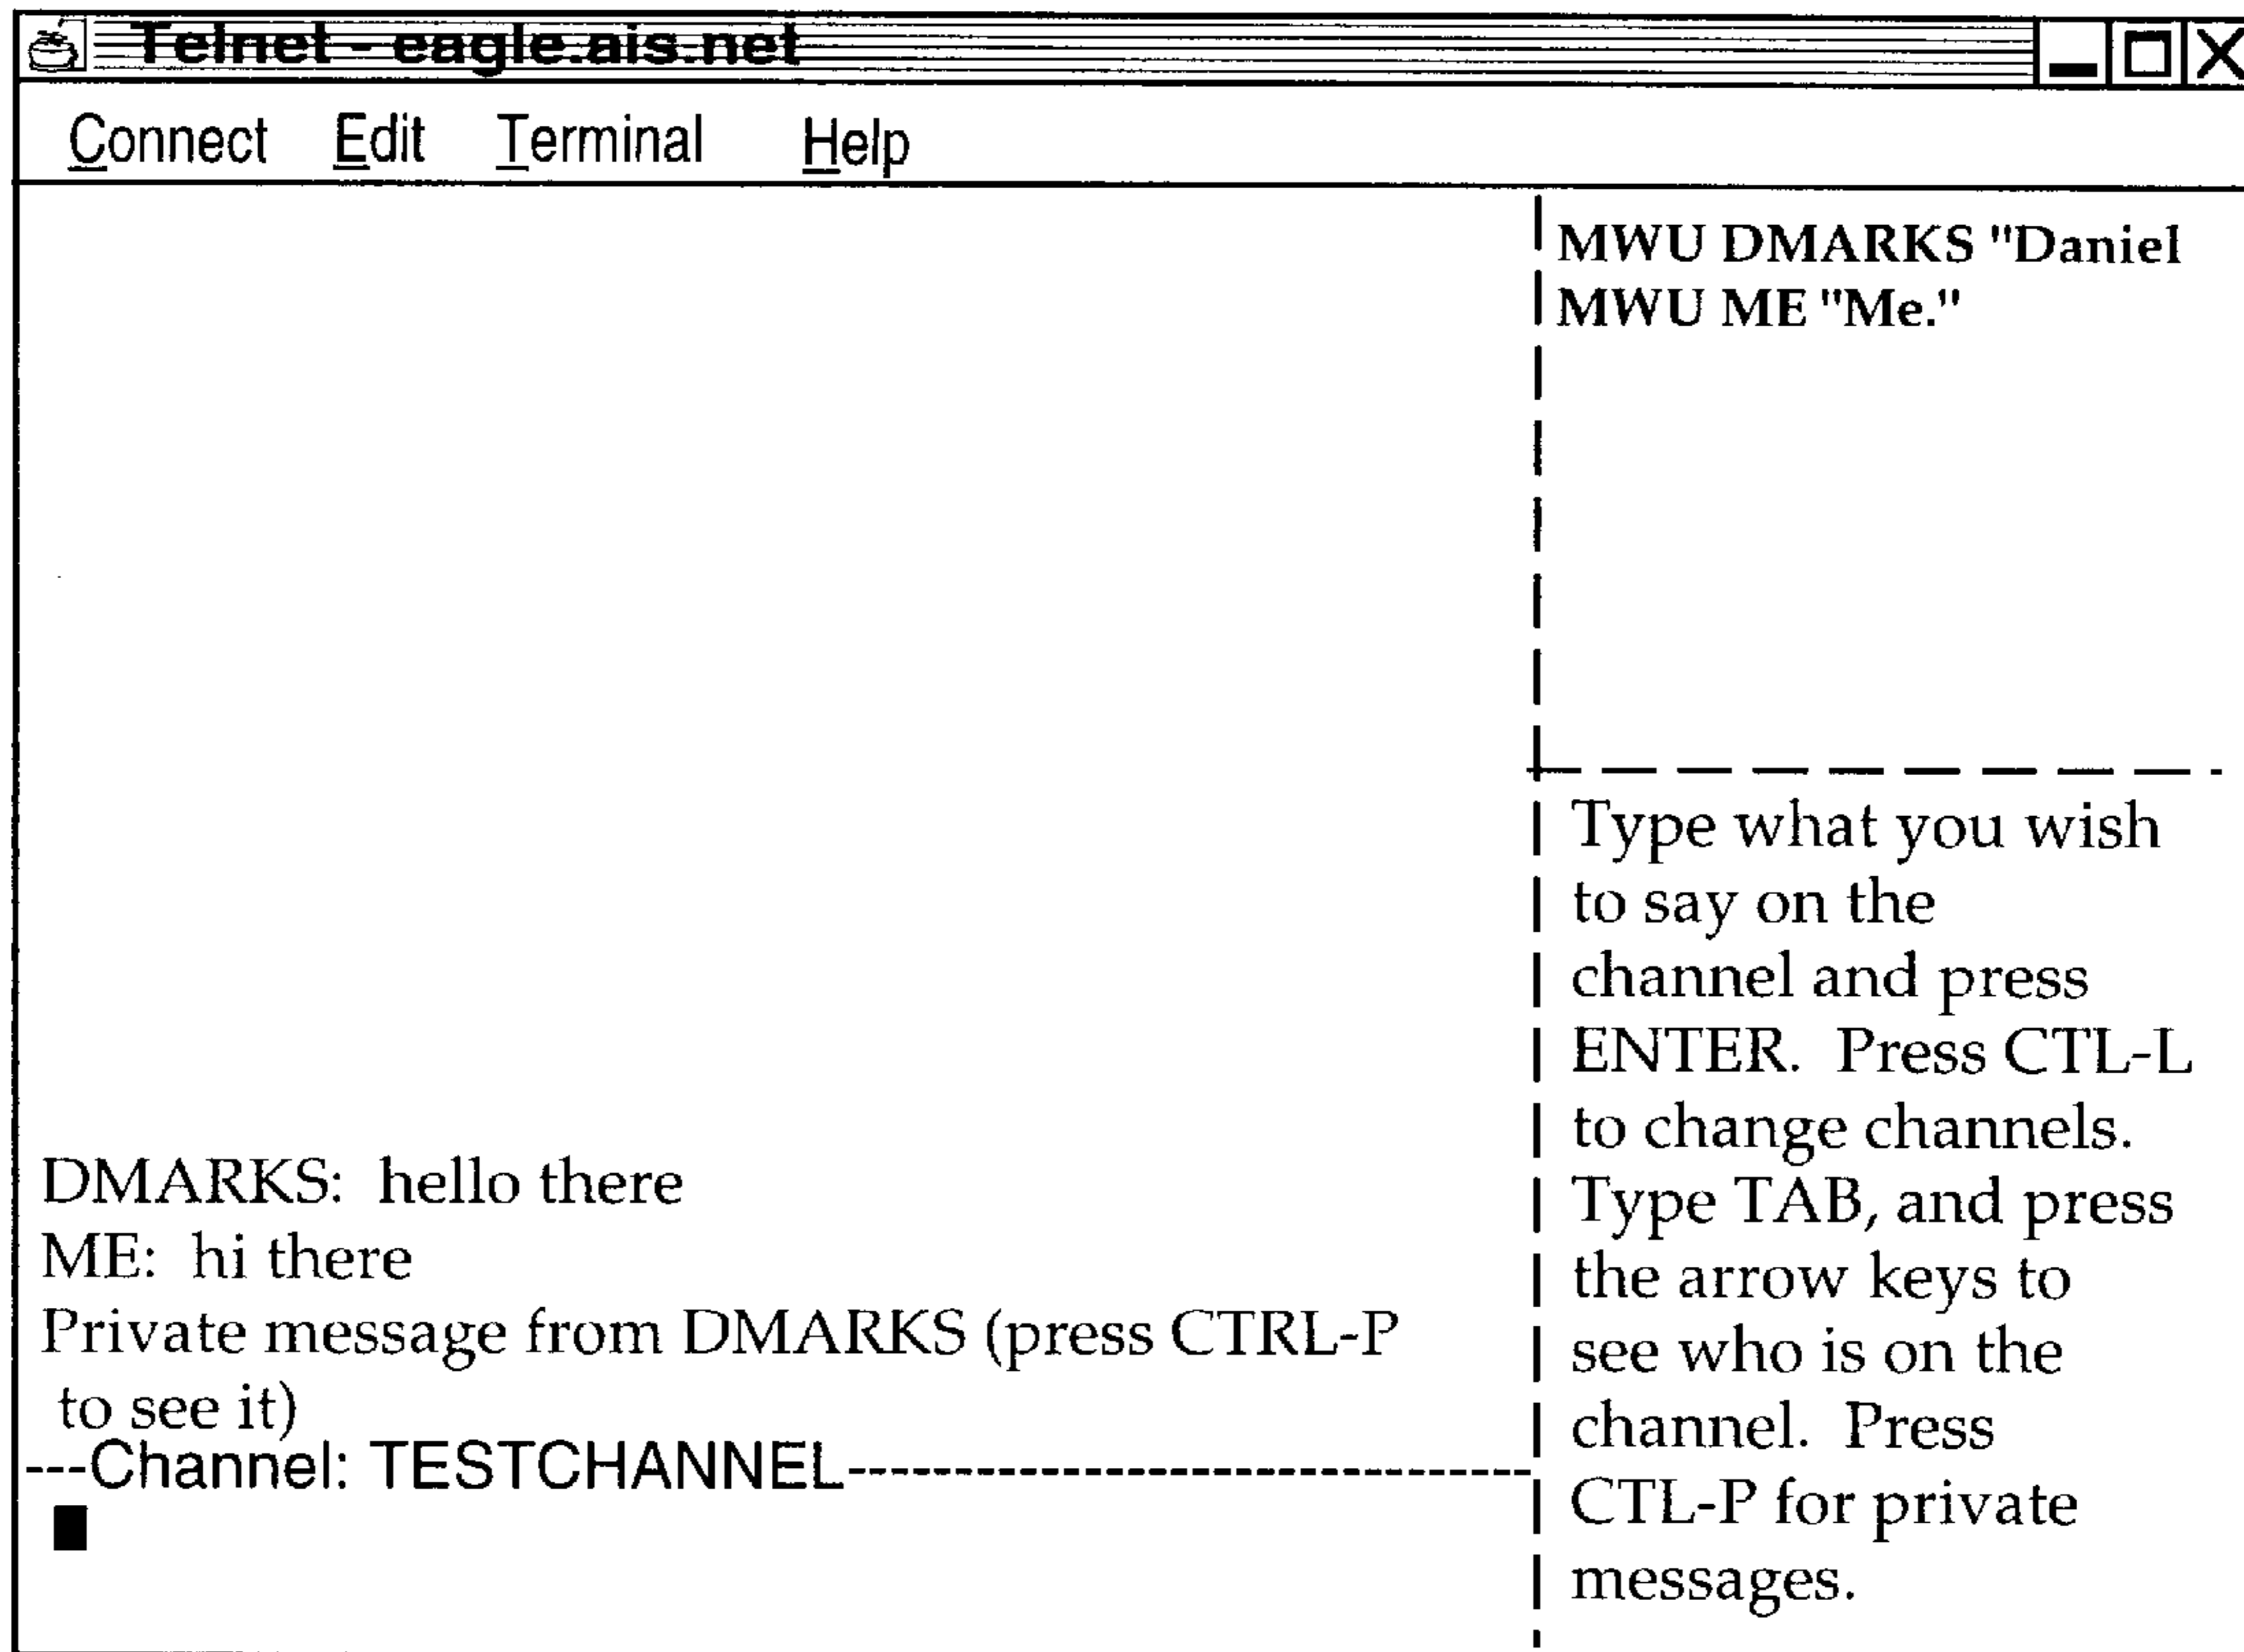 Telnet - eagle.ais.net
Connect Edit Terminal Help
MWU DMARKS "Daniel
MWU ME "Me."
DMARKS: hello there
ME: hi there
Private message from DMARKS (press CTRL-P
to see it)
---Channel: TESTCHANNEL---------------------------
Type what you wish
to say on the
channel and press
ENTER. Press CTL-L
to change channels.
Type TAB, and press
the arrow keys to
see who is on the
channel. Press
CTL-P for private
messages.